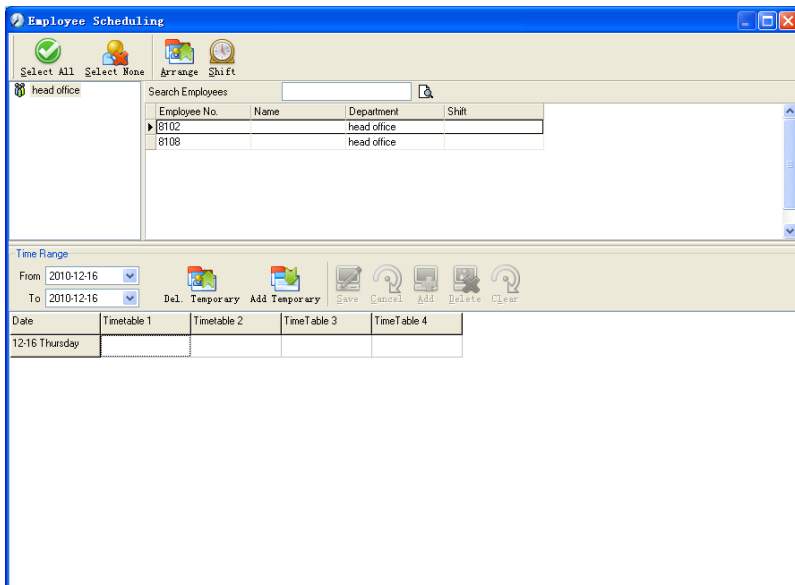 Employee Scheduling
Select All Select None Arrange Shift
head office
Search Employees
Employee No. Name Department Shift
8102 head office
8108 head office
Time Range
From 2010-12-16
To 2010-12-16
Del. Temporary Add Temporary Save Cancel Add Delete Clear
Date Timetable 1 Timetable 2 TimeTable 3 TimeTable 4
12-16 Thursday